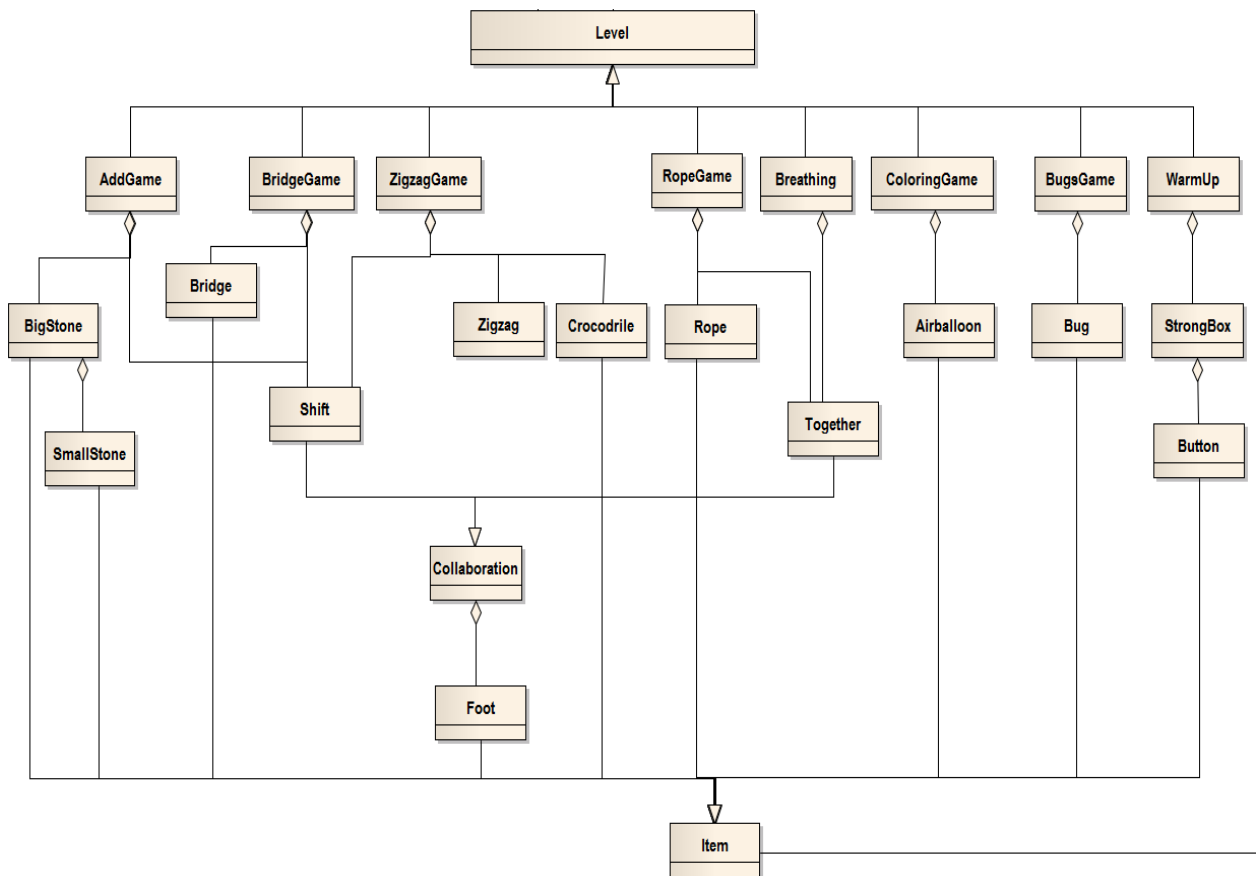 Level
AddGame
BridgeGame
ZigzagGame
RopeGame
Breathing
ColoringGame
BugsGame
WarmUp
Bridge
BigStone
Zigzag
Crocodrile
Rope
Airballoon
Bug
StrongBox
Shift
Together
SmallStone
Button
Collaboration
Foot
Item